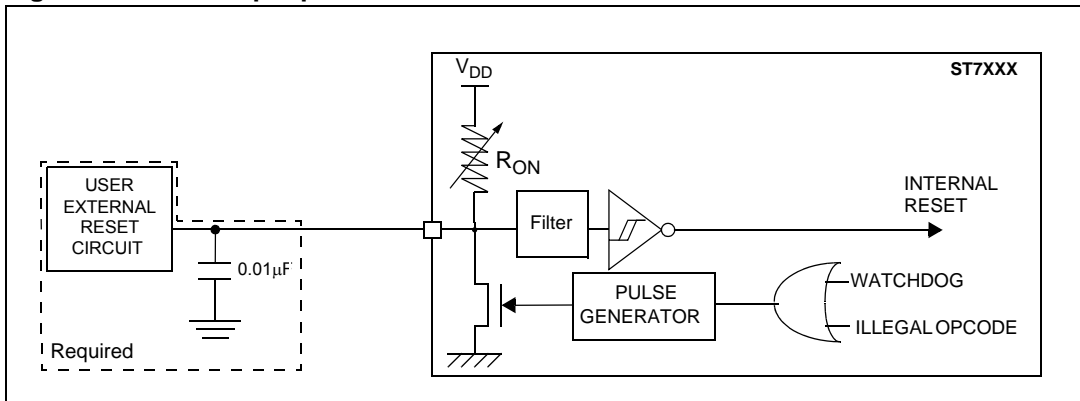 ST7XXX
VDD
RON
USER
EXTERNAL
RESET
CIRCUIT
0.01µF
Required
Filter
INTERNAL
RESET
PULSE
GENERATOR
WATCHDOG
ILLEGAL OPCODE